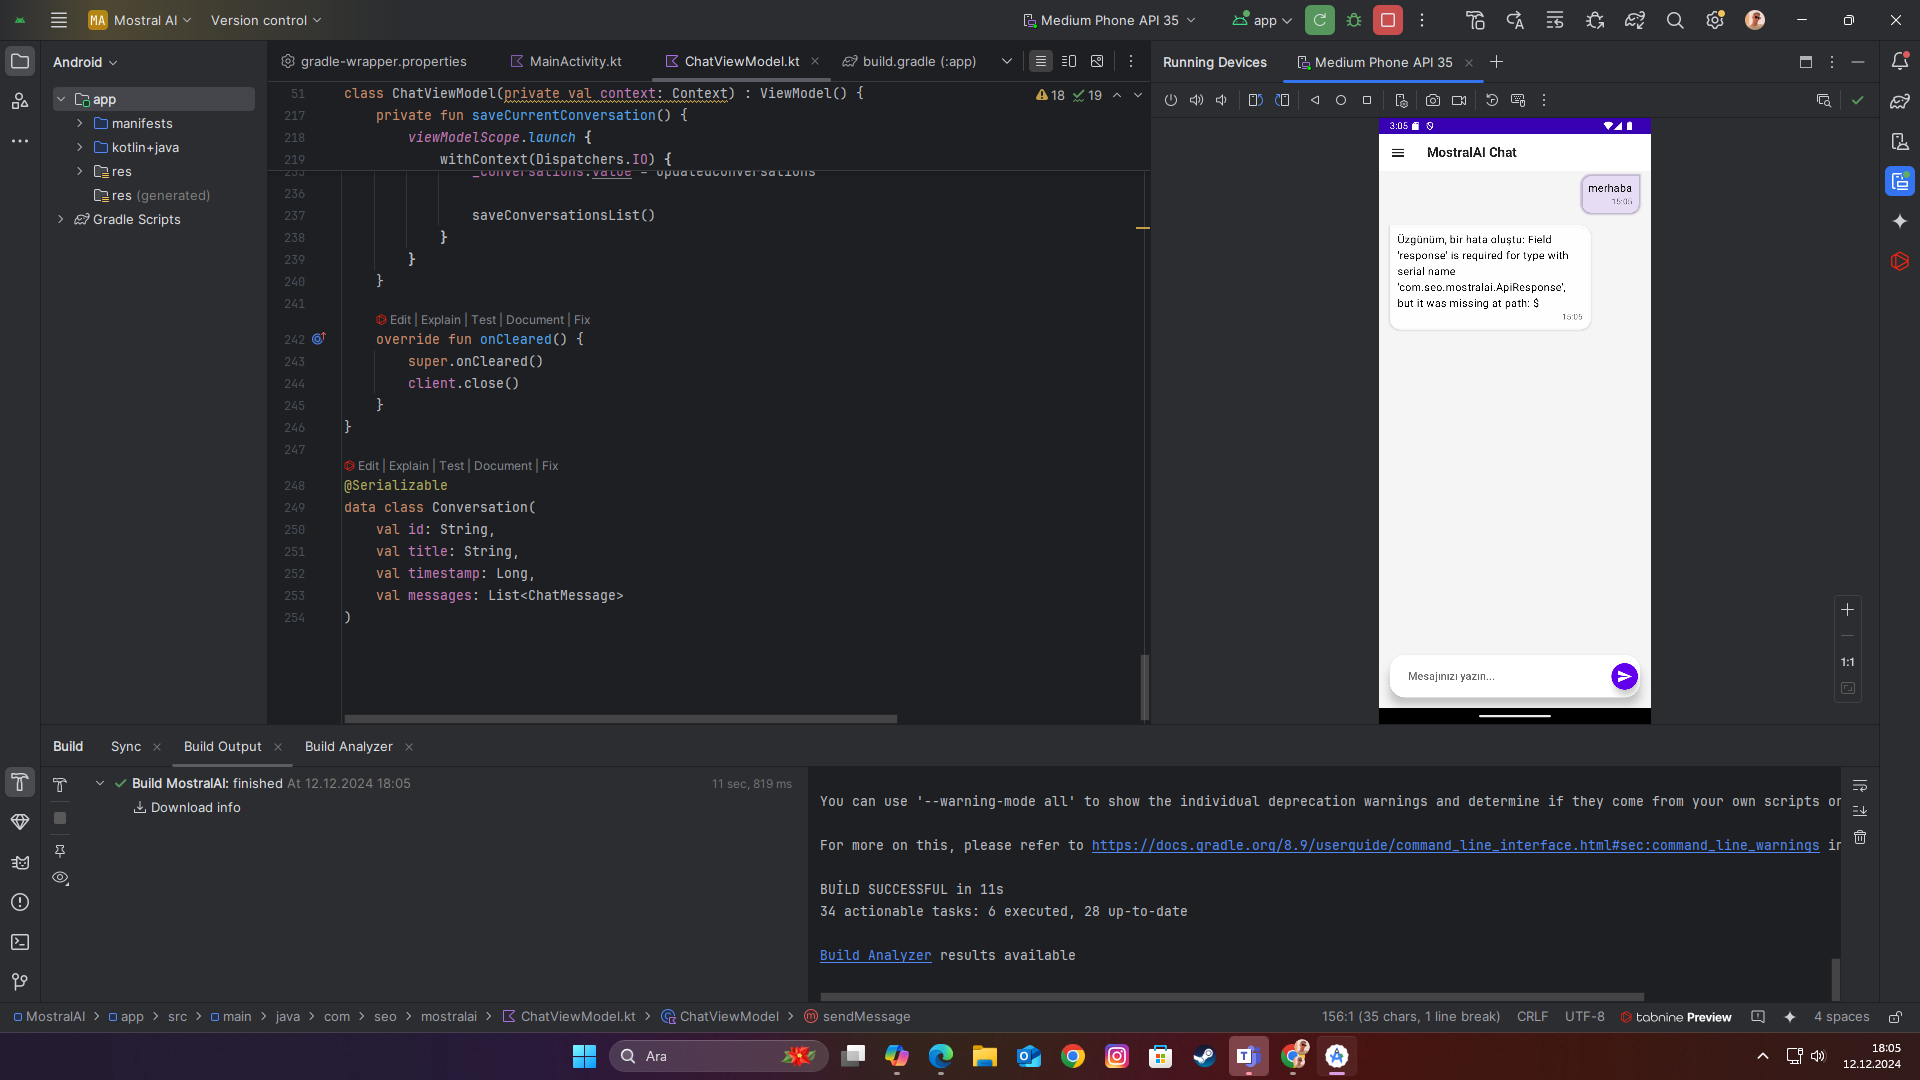 MA Mostral AI Version control Medium Phone API 35 app
Android
gradle-wrapper.properties MainActivity.kt ChatViewModel.kt build.gradle (:app)
Running Devices Medium Phone API 35
app
manifests
kotlin+java
res
res (generated)
Gradle Scripts
51 class ChatViewModel(private val context: Context) : ViewModel() {
18 19
217 private fun saveCurrentConversation() {
218 viewModelScope.launch {
219 withContext(Dispatchers.IO) {
235 _conversations.value = updatedConversations
236
237 saveConversationsList()
238 }
239 }
240 }
241
Edit | Explain | Test | Document | Fix
242 override fun onCleared() {
243 super.onCleared()
244 client.close()
245 }
246 }
247
Edit | Explain | Test | Document | Fix
248 @Serializable
249 data class Conversation(
250 val id: String,
251 val title: String,
252 val timestamp: Long,
253 val messages: List<ChatMessage>
254 )
3:05
MostralAI Chat
merhaba
15:05
Üzgünüm, bir hata oluştu: Field
'response' is required for type with
serial name
'com.seo.mostralai.ApiResponse',
but it was missing at path: $
15:05
Mesajınızı yazın...
1:1
Build Sync Build Output Build Analyzer
Build MostralAI: finished At 12.12.2024 18:05 11 sec, 819 ms
Download info
You can use '--warning-mode all' to show the individual deprecation warnings and determine if they come from your own scripts or
For more on this, please refer to https://docs.gradle.org/8.9/userguide/command_line_interface.html#sec:command_line_warnings in
BUİLD SUCCESSFUL in 11s
34 actionable tasks: 6 executed, 28 up-to-date
Build Analyzer results available
MostralAI > app > src > main > java > com > seo > mostralai > ChatViewModel.kt > ChatViewModel > sendMessage
156:1 (35 chars, 1 line break) CRLF UTF-8 tabnine Preview 4 spaces
Ara
18:05
12.12.2024